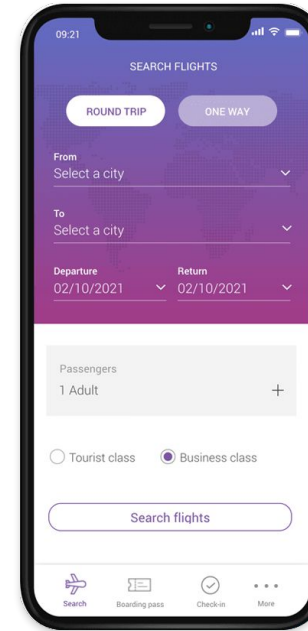 09:21
SEARCH FLIGHTS
ROUND TRIP ONE WAY
From
Select a city
To
Select a city
Departure Return
02/10/2021 02/10/2021
Passengers
1 Adult +
Tourist class Business class
Search flights
Search Boarding pass Check-in More